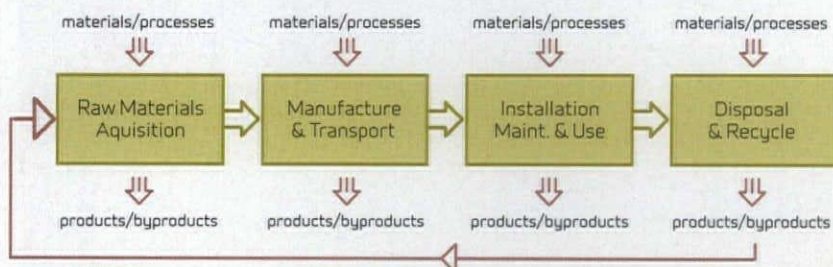 materials/processes materials/processes materials/processes materials/processes
Raw Materials
Aquisition
Manufacture
& Transport
Installation
Maint. & Use
Disposal
& Recycle
products/byproducts products/byproducts products/byproducts products/byproducts